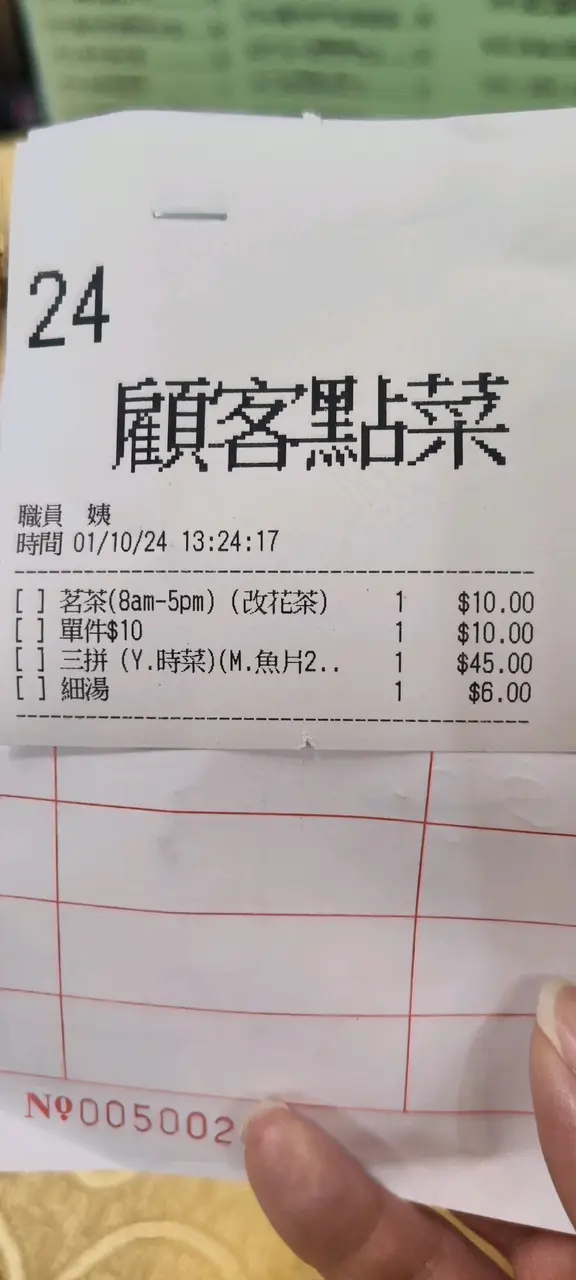 24
顧客點菜
職員 姨
時間 01/10/24 13:24:17
[ ] 茗茶(8am-5pm) (改花茶) 1 $10.00
[ ] 單件$10 1 $10.00
[ ] 三拼 (Y.時菜)(M.魚片2.. 1 $45.00
[ ] 細湯 1 $6.00
Nº 005002